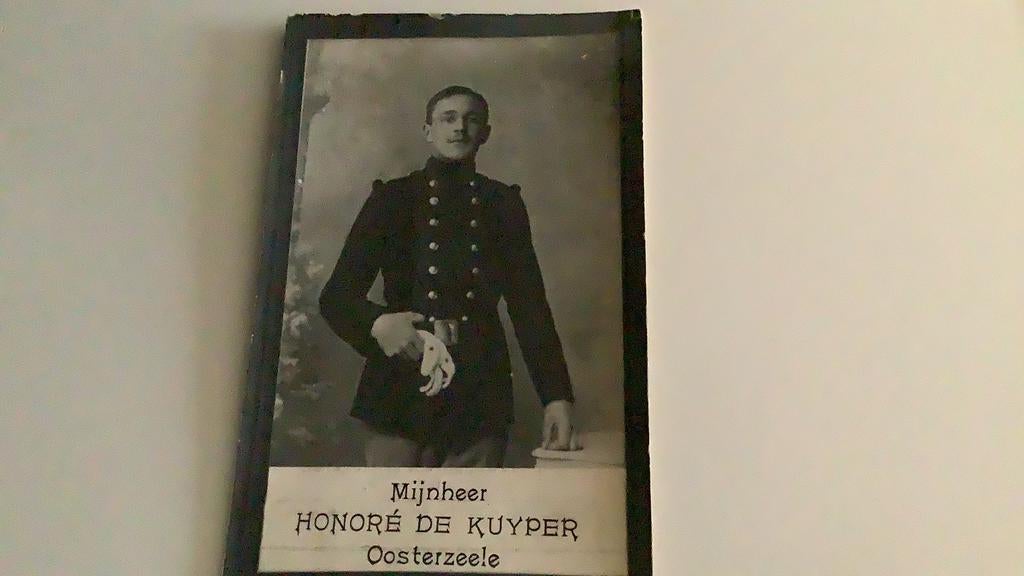 Mijnheer
HONORÉ DE KUYPER
Oosterzeele